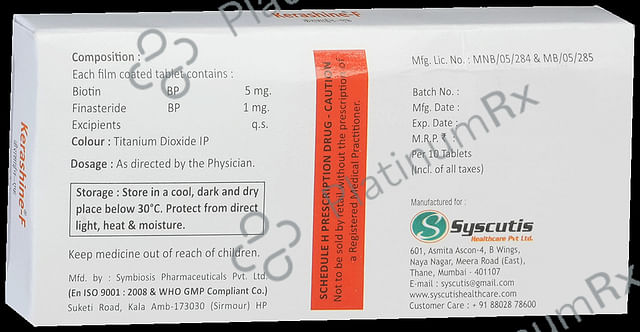 Kerashine-F
Composition :
Each film coated tablet contains :
Biotin BP 5 mg.
Finasteride BP 1 mg.
Excipients q.s.
Colour : Titanium Dioxide IP
Dosage : As directed by the Physician.
Storage : Store in a cool, dark and dry
place below 30°C. Protect from direct
light, heat & moisture.
Keep medicine out of reach of children.
Mfd. by : Symbiosis Pharmaceuticals Pvt. Ltd.
(En ISO 9001 : 2008 & WHO GMP Compliant Co.)
Suketi Road, Kala Amb-173030 (Sirmour) HP
SCHEDULE H PRESCRIPTION DRUG - CAUTION
Not to be sold by retail without the prescription of
a Registered Medical Practitioner.
Mfg. Lic. No. : MNB/05/284 & MB/05/285
Batch No. :
Mfg. Date :
Exp. Date :
M.R.P. ₹
Per 10 Tablets
(Incl. of all taxes)
Manufactured for :
S Syscutis
Healthcare Pvt Ltd.
601, Asmita Ascon-4, B Wings,
Naya Nagar, Meera Road (East),
Thane, Mumbai - 401107
E-mail : syscutis@gmail.com
www.syscutishealthcare.com
Customer Care : + 91 88028 78600
Kerashine®-F
PlatinumRx